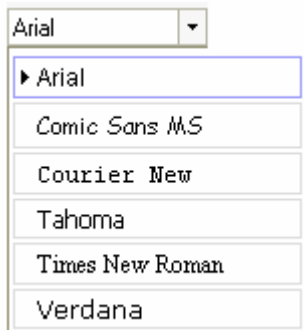 Arial
Arial
Comic Sans MS
Courier New
Tahoma
Times New Roman
Verdana